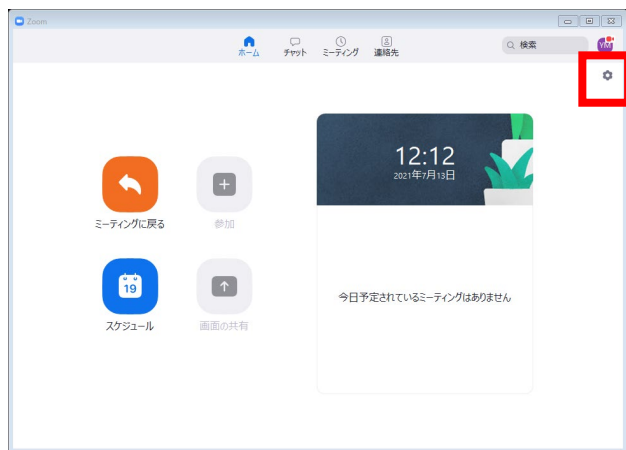 Zoom
ホーム チャット ミーティング 連絡先
検索
YM
12:12
2021年7月13日
ミーティングに戻る
参加
19
スケジュール
画面の共有
今日予定されているミーティングはありません